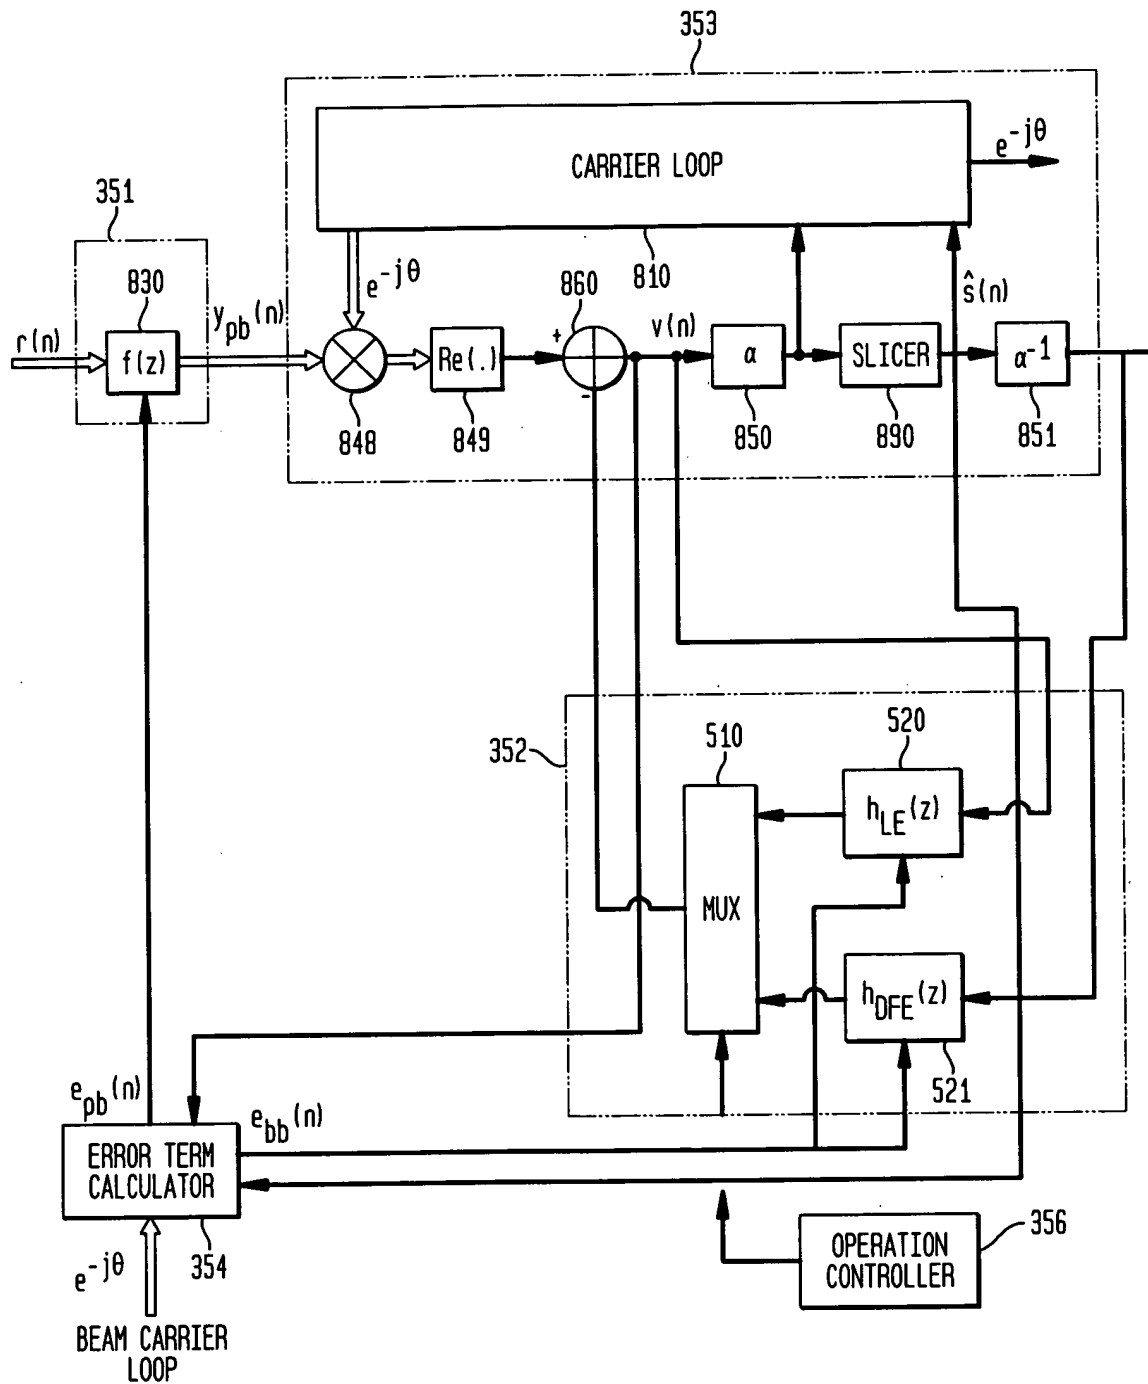 353
CARRIER LOOP
e^-jθ
351
830
810
e^-jθ
860
ŝ(n)
r(n)
f(z)
y_pb(n)
+
-
Re(.)
v(n)
α
SLICER
α^-1
848
849
850
890
851
352
510
520
h_LE(z)
MUX
h_DFE(z)
521
e_pb(n)
e_bb(n)
ERROR TERM
CALCULATOR
354
e^-jθ
BEAM CARRIER
LOOP
356
OPERATION
CONTROLLER